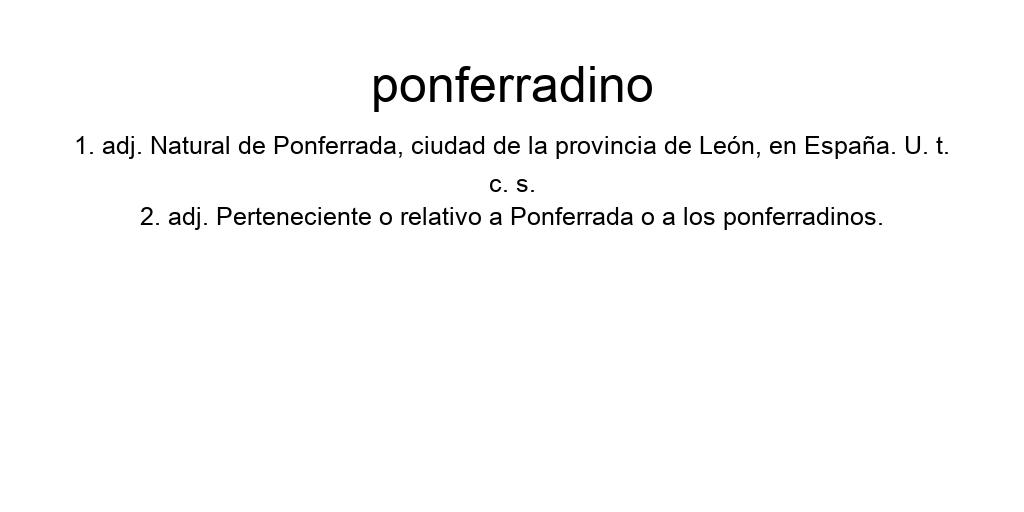 ponferradino
1. adj. Natural de Ponferrada, ciudad de la provincia de León, en España. U. t.
c. s.
2. adj. Perteneciente o relativo a Ponferrada o a los ponferradinos.